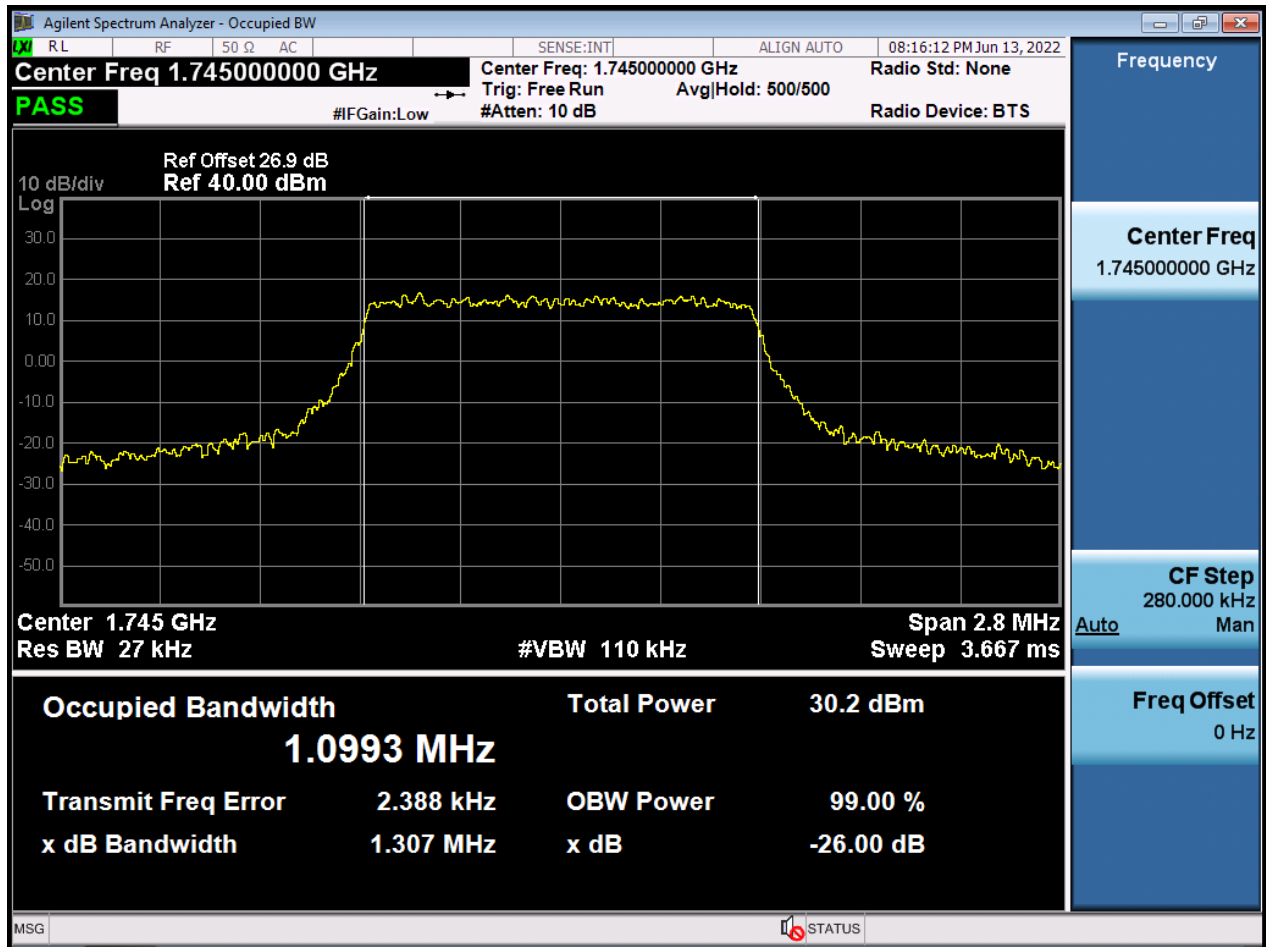 Agilent Spectrum Analyzer - Occupied BW
LXI RL RF 50 Ω AC SENSE:INT ALIGN AUTO 08:16:12 PM Jun 13, 2022
Center Freq 1.745000000 GHz
Center Freq: 1.745000000 GHz
Radio Std: None
Trig: Free Run Avg|Hold: 500/500
PASS
#IFGain:Low
#Atten: 10 dB
Radio Device: BTS
Ref Offset 26.9 dB
10 dB/div Ref 40.00 dBm
Log
30.0
20.0
10.0
0.00
-10.0
-20.0
-30.0
-40.0
-50.0
Center 1.745 GHz Span 2.8 MHz
Res BW 27 kHz #VBW 110 kHz Sweep 3.667 ms
Occupied Bandwidth Total Power 30.2 dBm
1.0993 MHz
Transmit Freq Error 2.388 kHz OBW Power 99.00 %
x dB Bandwidth 1.307 MHz x dB -26.00 dB
Frequency
Center Freq
1.745000000 GHz
CF Step
280.000 kHz
Auto Man
Freq Offset
0 Hz
MSG STATUS